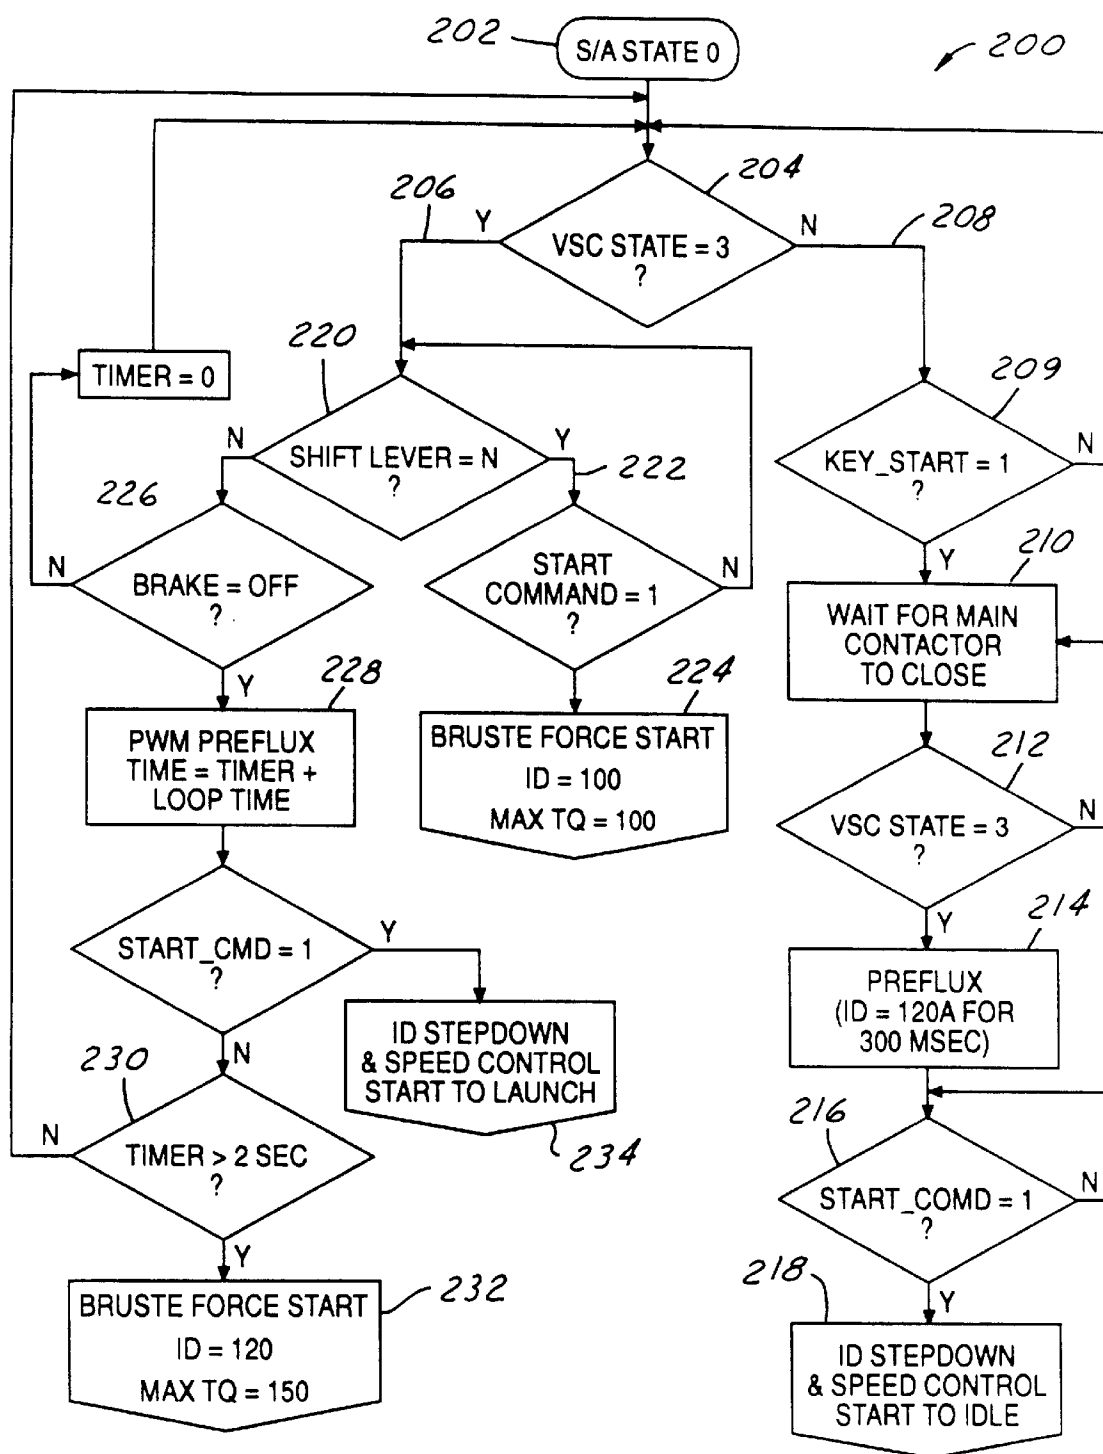 202
S/A STATE 0
200
204
206
Y
VSC STATE = 3
?
N
208
220
TIMER = 0
209
N
SHIFT LEVER = N
?
Y
222
KEY_START = 1
?
N
226
N
BRAKE = OFF
?
START
COMMAND = 1
?
N
Y
210
WAIT FOR MAIN
CONTACTOR
TO CLOSE
Y
228
PWM PREFLUX
TIME = TIMER +
LOOP TIME
224
BRUSTE FORCE START
ID = 100
MAX TQ = 100
212
VSC STATE = 3
?
N
START_CMD = 1
?
Y
Y
214
PREFLUX
(ID = 120A FOR
300 MSEC)
ID STEPDOWN
& SPEED CONTROL
START TO LAUNCH
234
N
230
N
TIMER > 2 SEC
?
216
START_COMD = 1
?
N
Y
232
BRUSTE FORCE START
ID = 120
MAX TQ = 150
218
Y
ID STEPDOWN
& SPEED CONTROL
START TO IDLE